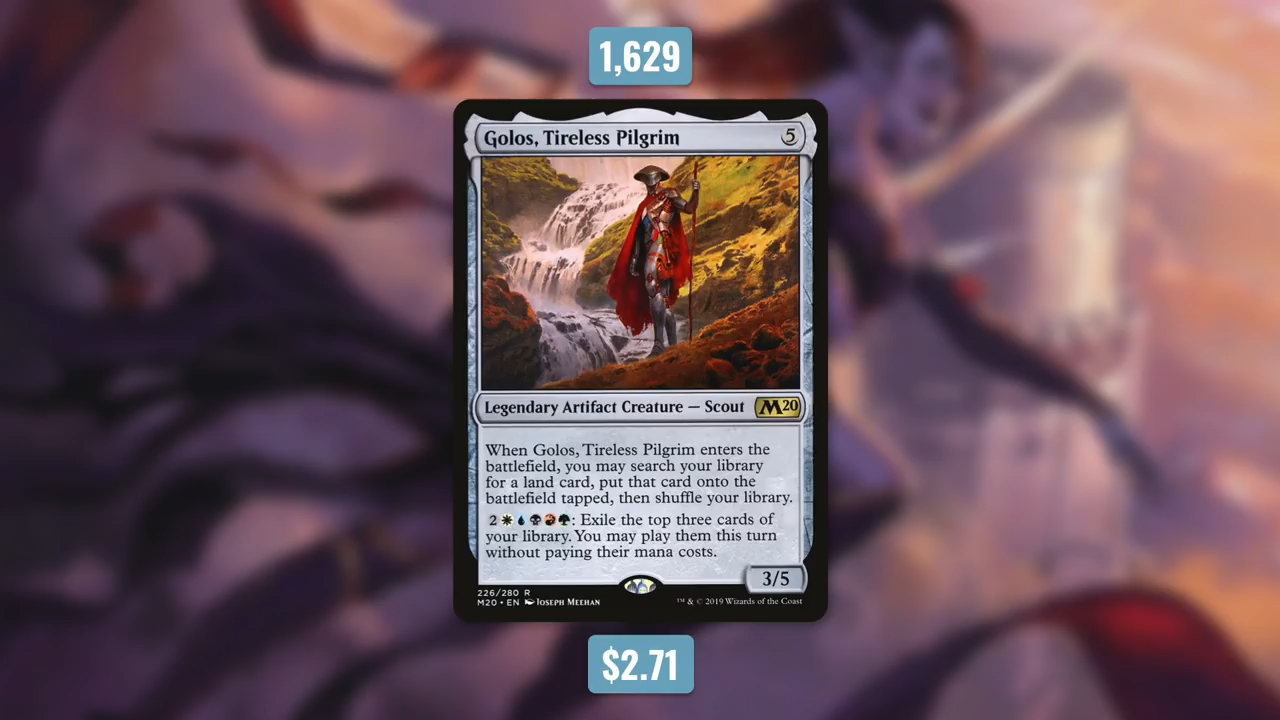 1,629
Golos, Tireless Pilgrim 5
Legendary Artifact Creature — Scout M20
When Golos, Tireless Pilgrim enters the
battlefield, you may search your library
for a land card, put that card onto the
battlefield tapped, then shuffle your library.
2: Exile the top three cards of
your library. You may play them this turn
without paying their mana costs.
3/5
226/280 R
M20 • EN Joseph Meehan
™ & © 2019 Wizards of the Coast
$2.71